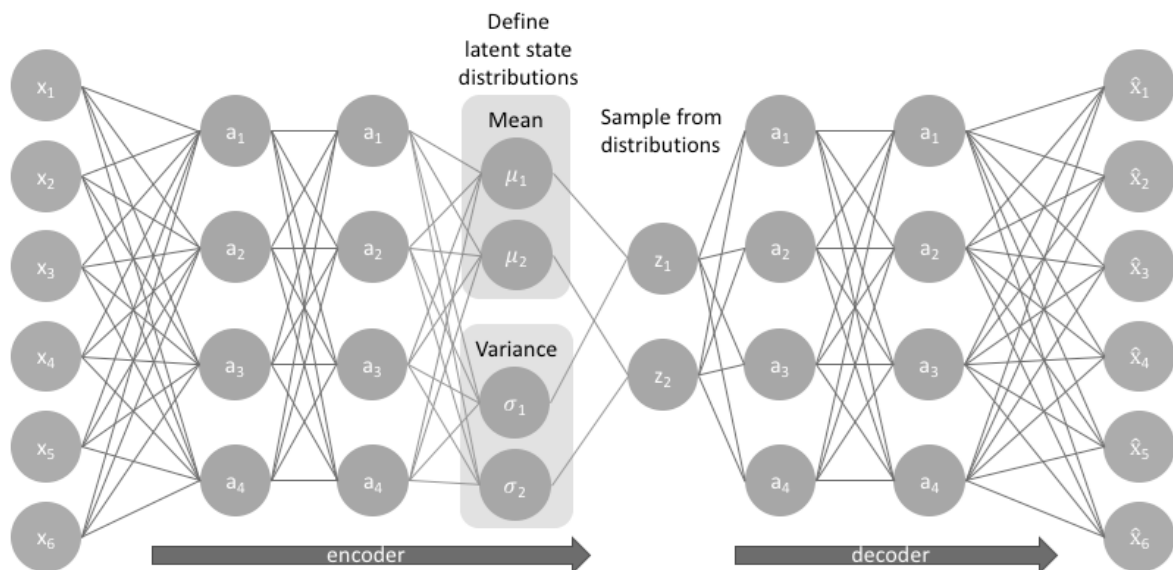 Define
latent state
distributions
x₁
x₂
x₃
x₄
x₅
x₆
a₁
a₂
a₃
a₄
a₁
a₂
a₃
a₄
Mean
μ₁
μ₂
Variance
σ₁
σ₂
Sample from
distributions
z₁
z₂
a₁
a₂
a₃
a₄
a₁
a₂
a₃
a₄
x̂₁
x̂₂
x̂₃
x̂₄
x̂₅
x̂₆
encoder
decoder